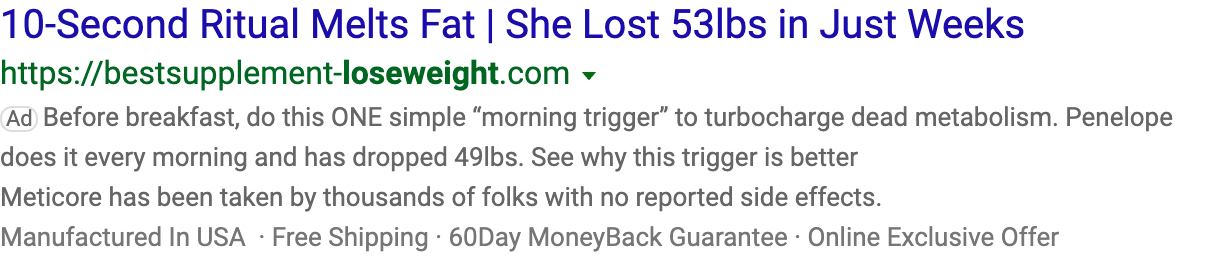 10-Second Ritual Melts Fat | She Lost 53lbs in Just Weeks
https://bestsupplement-loseweight.com
Ad Before breakfast, do this ONE simple “morning trigger” to turbocharge dead metabolism. Penelope
does it every morning and has dropped 49lbs. See why this trigger is better
Meticore has been taken by thousands of folks with no reported side effects.
Manufactured In USA · Free Shipping · 60Day MoneyBack Guarantee · Online Exclusive Offer